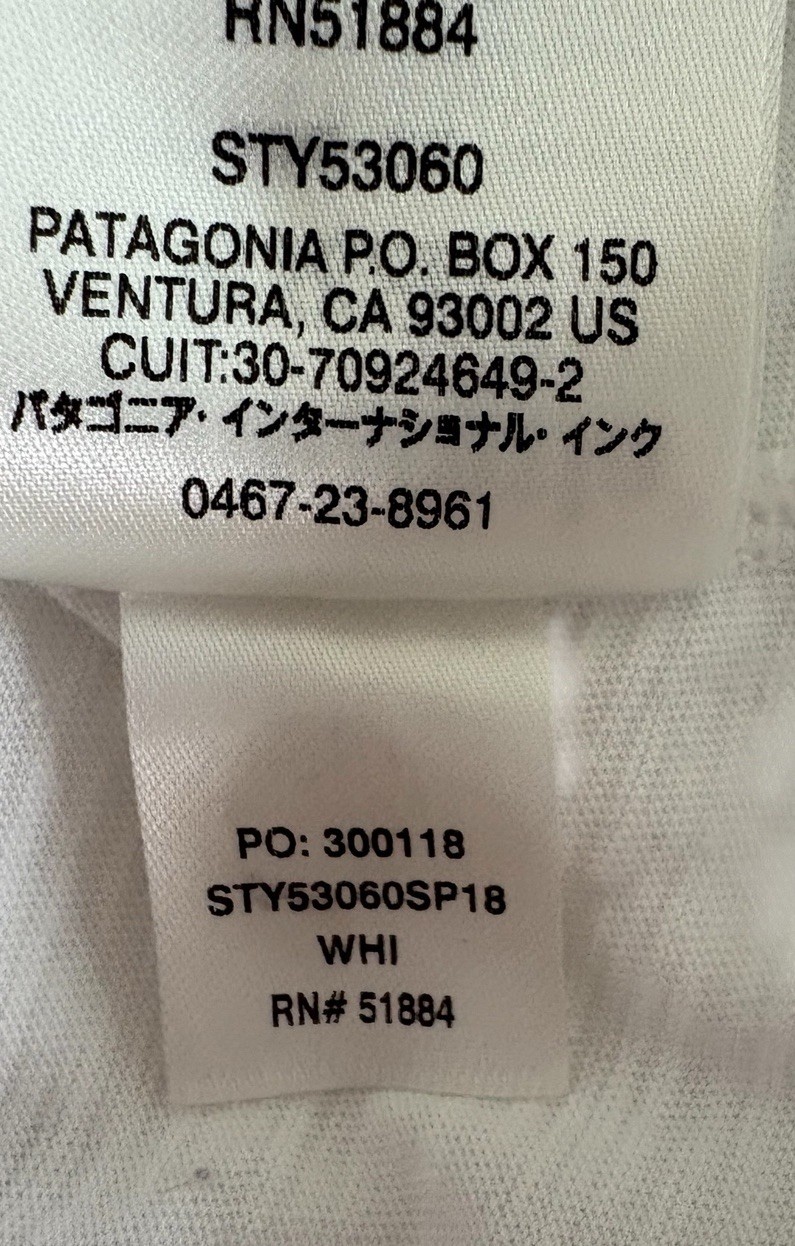 RN51884
STY53060
PATAGONIA P.O. BOX 150
VENTURA, CA 93002 US
CUIT:30-70924649-2
パタゴニア・インターナショナル・インク
0467-23-8961
PO: 300118
STY53060SP18
WHI
RN# 51884